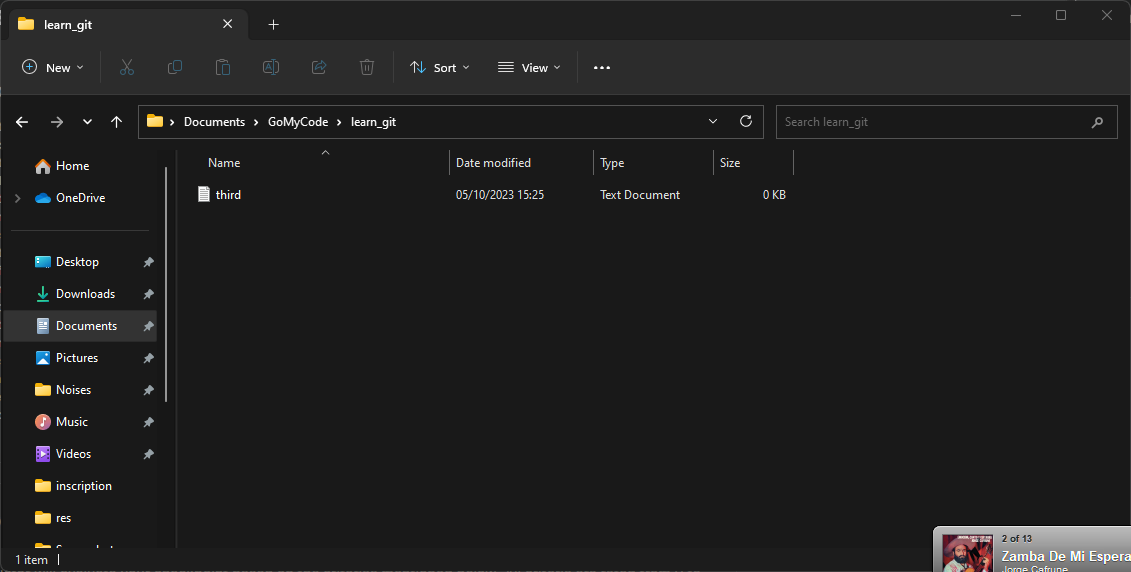 learn_git
New
Sort
View
Documents
GoMyCode
learn_git
Search learn_git
Home
OneDrive
Desktop
Downloads
Documents
Pictures
Noises
Music
Videos
inscription
res
Name
Date modified
Type
Size
third
05/10/2023 15:25
Text Document
0 KB
1 item
2 of 13
Zamba De Mi Espera
Jorge Cafrune